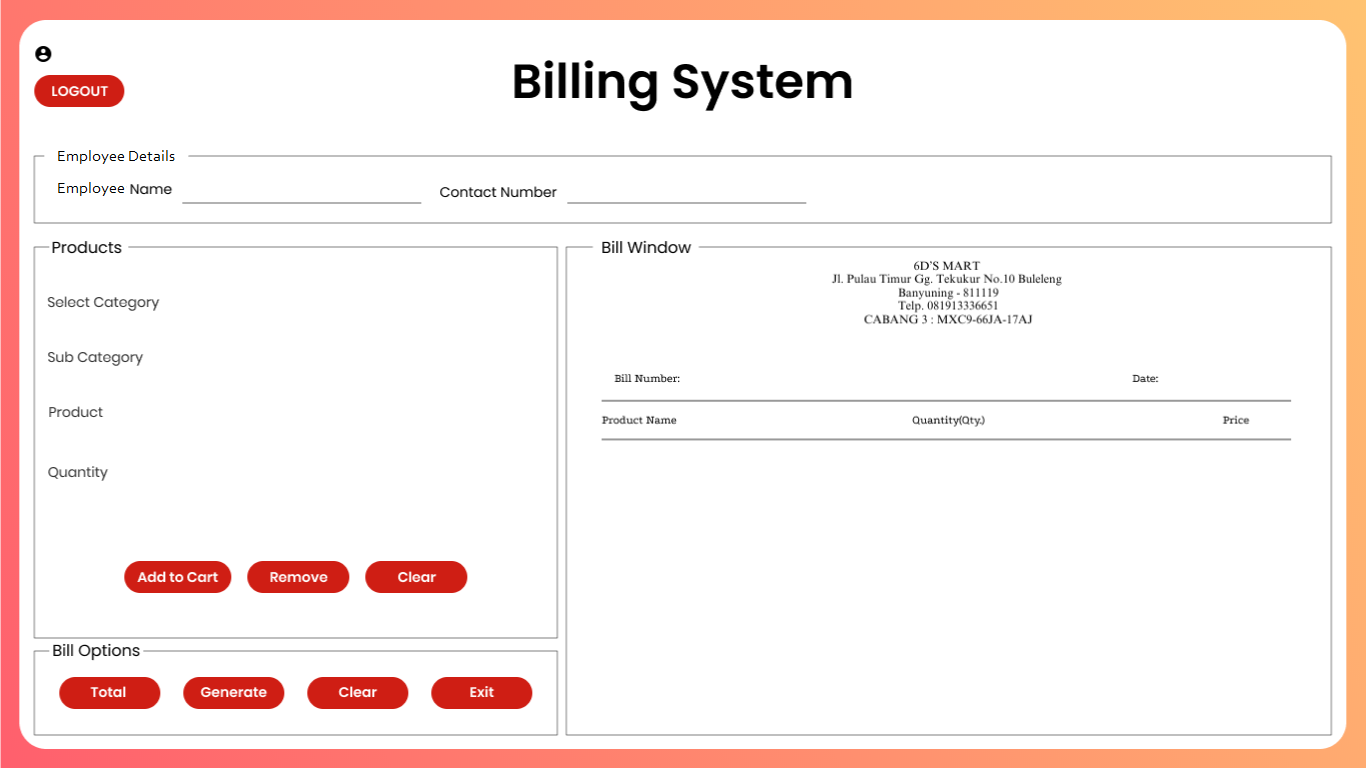 Billing System
LOGOUT
Employee Details
Employee Name Contact Number
Products
Select Category
Sub Category
Product
Quantity
Add to Cart Remove Clear
Bill Options
Total Generate Clear Exit
Bill Window
6D'S MART
Jl. Pulau Timur Gg. Tekukur No.10 Buleleng
Banyuning - 811119
Telp. 081913336651
CABANG 3 : MXC9-66JA-17AJ
Bill Number: Date:
Product Name Quantity(Qty.) Price